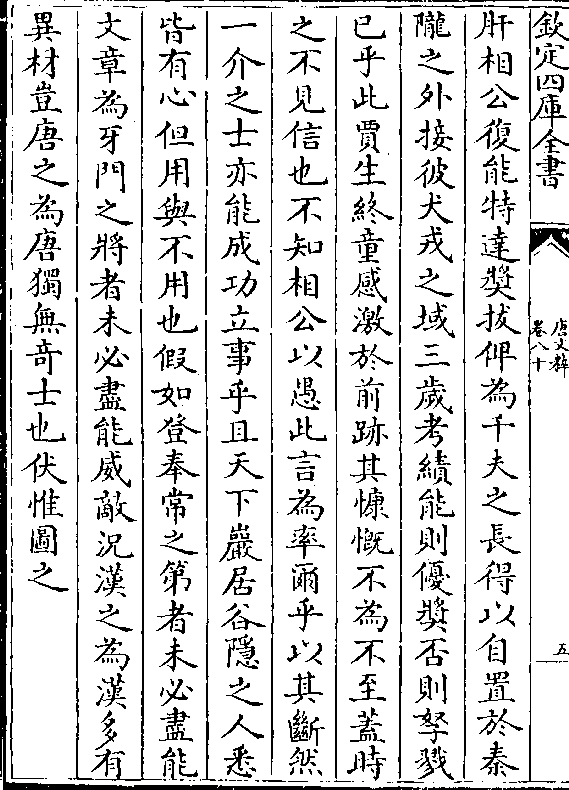 欽定四庫全書
唐文粹
卷八十
五
肝相公復能特達奬拔俾為千夫之長得以自置於秦
隴之外接彼犬戎之域三歲考績能則優奬否則孥戮
已乎此賈生終童感激於前跡其慷慨不為不至蓋時
之不見信也不知相公以愚此言為率爾乎以其斷然
一介之士亦能成功立事乎且天下巖居谷隱之人悉
皆有心但用與不用也假如登奉常之第者未必盡能
文章為牙門之將者未必盡能威敵況漢之為漢多有
異材豈唐之為唐獨無奇士也伏惟圖之